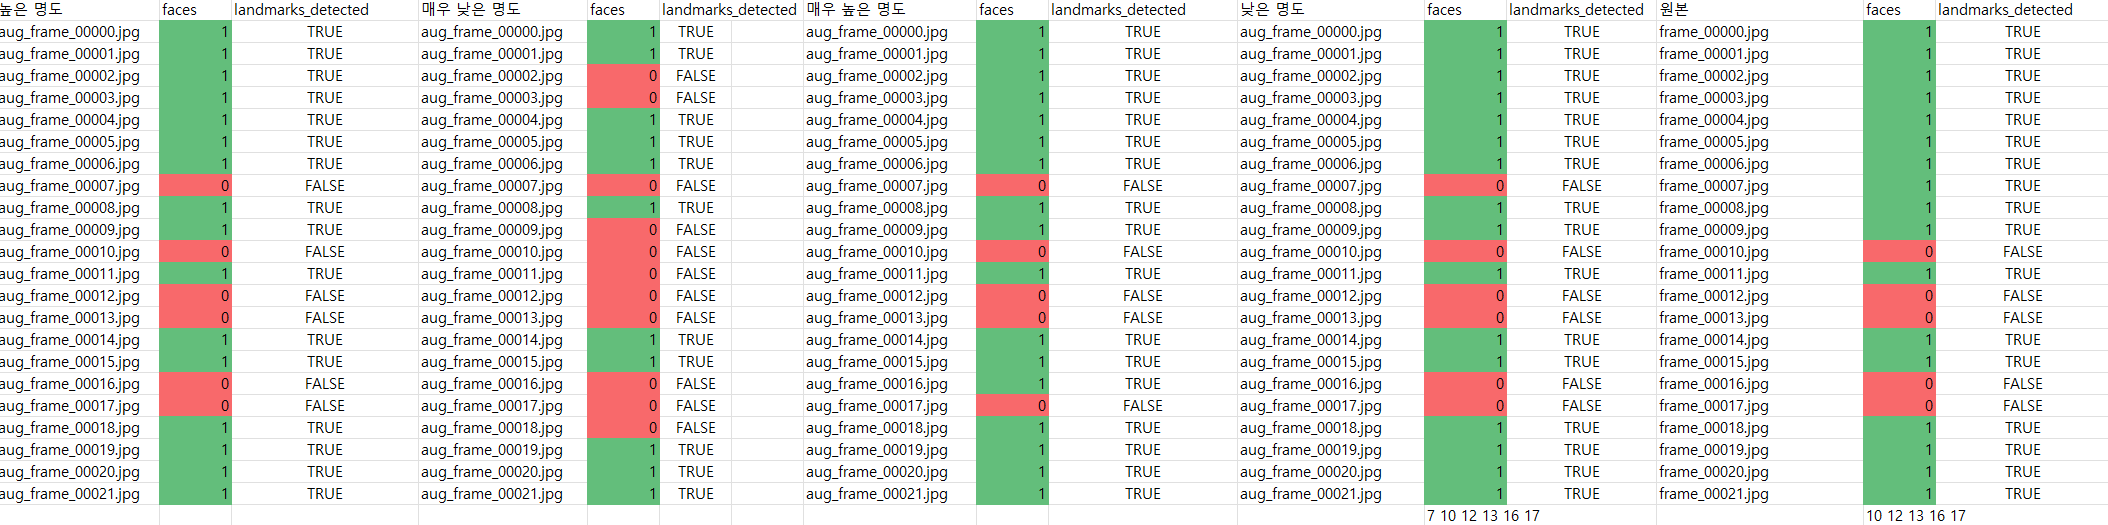 높은 명도 faces landmarks_detected 매우 낮은 명도 faces landmarks_detected 매우 높은 명도 faces landmarks_detected 낮은 명도 faces landmarks_detected 원본 faces landmarks_detected
aug_frame_00000.jpg 1 TRUE aug_frame_00000.jpg 1 TRUE aug_frame_00000.jpg 1 TRUE aug_frame_00000.jpg 1 TRUE frame_00000.jpg 1 TRUE
aug_frame_00001.jpg 1 TRUE aug_frame_00001.jpg 1 TRUE aug_frame_00001.jpg 1 TRUE aug_frame_00001.jpg 1 TRUE frame_00001.jpg 1 TRUE
aug_frame_00002.jpg 1 TRUE aug_frame_00002.jpg 0 FALSE aug_frame_00002.jpg 1 TRUE aug_frame_00002.jpg 1 TRUE frame_00002.jpg 1 TRUE
aug_frame_00003.jpg 1 TRUE aug_frame_00003.jpg 0 FALSE aug_frame_00003.jpg 1 TRUE aug_frame_00003.jpg 1 TRUE frame_00003.jpg 1 TRUE
aug_frame_00004.jpg 1 TRUE aug_frame_00004.jpg 1 TRUE aug_frame_00004.jpg 1 TRUE aug_frame_00004.jpg 1 TRUE frame_00004.jpg 1 TRUE
aug_frame_00005.jpg 1 TRUE aug_frame_00005.jpg 1 TRUE aug_frame_00005.jpg 1 TRUE aug_frame_00005.jpg 1 TRUE frame_00005.jpg 1 TRUE
aug_frame_00006.jpg 1 TRUE aug_frame_00006.jpg 1 TRUE aug_frame_00006.jpg 1 TRUE aug_frame_00006.jpg 1 TRUE frame_00006.jpg 1 TRUE
aug_frame_00007.jpg 0 FALSE aug_frame_00007.jpg 0 FALSE aug_frame_00007.jpg 0 FALSE aug_frame_00007.jpg 0 FALSE frame_00007.jpg 1 TRUE
aug_frame_00008.jpg 1 TRUE aug_frame_00008.jpg 1 TRUE aug_frame_00008.jpg 1 TRUE aug_frame_00008.jpg 1 TRUE frame_00008.jpg 1 TRUE
aug_frame_00009.jpg 1 TRUE aug_frame_00009.jpg 0 FALSE aug_frame_00009.jpg 1 TRUE aug_frame_00009.jpg 1 TRUE frame_00009.jpg 1 TRUE
aug_frame_00010.jpg 0 FALSE aug_frame_00010.jpg 0 FALSE aug_frame_00010.jpg 0 FALSE aug_frame_00010.jpg 0 FALSE frame_00010.jpg 0 FALSE
aug_frame_00011.jpg 1 TRUE aug_frame_00011.jpg 0 FALSE aug_frame_00011.jpg 1 TRUE aug_frame_00011.jpg 1 TRUE frame_00011.jpg 1 TRUE
aug_frame_00012.jpg 0 FALSE aug_frame_00012.jpg 0 FALSE aug_frame_00012.jpg 0 FALSE aug_frame_00012.jpg 0 FALSE frame_00012.jpg 0 FALSE
aug_frame_00013.jpg 0 FALSE aug_frame_00013.jpg 0 FALSE aug_frame_00013.jpg 0 FALSE aug_frame_00013.jpg 0 FALSE frame_00013.jpg 0 FALSE
aug_frame_00014.jpg 1 TRUE aug_frame_00014.jpg 1 TRUE aug_frame_00014.jpg 1 TRUE aug_frame_00014.jpg 1 TRUE frame_00014.jpg 1 TRUE
aug_frame_00015.jpg 1 TRUE aug_frame_00015.jpg 1 TRUE aug_frame_00015.jpg 1 TRUE aug_frame_00015.jpg 1 TRUE frame_00015.jpg 1 TRUE
aug_frame_00016.jpg 0 FALSE aug_frame_00016.jpg 0 FALSE aug_frame_00016.jpg 1 TRUE aug_frame_00016.jpg 0 FALSE frame_00016.jpg 0 FALSE
aug_frame_00017.jpg 0 FALSE aug_frame_00017.jpg 0 FALSE aug_frame_00017.jpg 0 FALSE aug_frame_00017.jpg 0 FALSE frame_00017.jpg 0 FALSE
aug_frame_00018.jpg 1 TRUE aug_frame_00018.jpg 0 FALSE aug_frame_00018.jpg 1 TRUE aug_frame_00018.jpg 1 TRUE frame_00018.jpg 1 TRUE
aug_frame_00019.jpg 1 TRUE aug_frame_00019.jpg 1 TRUE aug_frame_00019.jpg 1 TRUE aug_frame_00019.jpg 1 TRUE frame_00019.jpg 1 TRUE
aug_frame_00020.jpg 1 TRUE aug_frame_00020.jpg 1 TRUE aug_frame_00020.jpg 1 TRUE aug_frame_00020.jpg 1 TRUE frame_00020.jpg 1 TRUE
aug_frame_00021.jpg 1 TRUE aug_frame_00021.jpg 1 TRUE aug_frame_00021.jpg 1 TRUE aug_frame_00021.jpg 1 TRUE frame_00021.jpg 1 TRUE
7 10 12 13 16 17 10 12 13 16 17